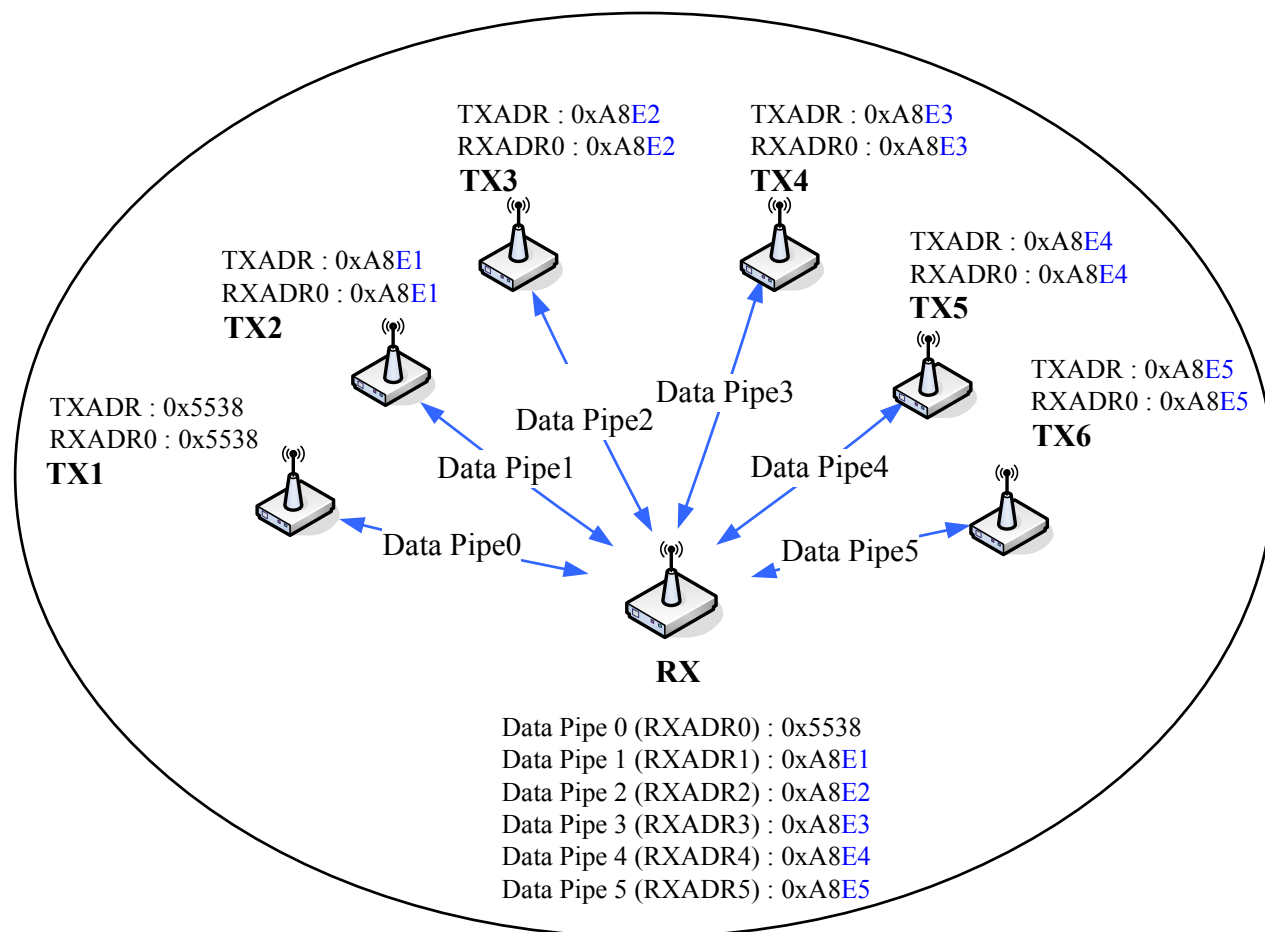 TXADR : 0xA8E2
RXADR0 : 0xA8E2
TX3
TXADR : 0xA8E3
RXADR0 : 0xA8E3
TX4
TXADR : 0xA8E1
RXADR0 : 0xA8E1
TX2
TXADR : 0xA8E4
RXADR0 : 0xA8E4
TX5
TXADR : 0x5538
RXADR0 : 0x5538
TX1
TXADR : 0xA8E5
RXADR0 : 0xA8E5
TX6
Data Pipe3
Data Pipe2
Data Pipe1
Data Pipe4
Data Pipe0
Data Pipe5
RX
Data Pipe 0 (RXADR0) : 0x5538
Data Pipe 1 (RXADR1) : 0xA8E1
Data Pipe 2 (RXADR2) : 0xA8E2
Data Pipe 3 (RXADR3) : 0xA8E3
Data Pipe 4 (RXADR4) : 0xA8E4
Data Pipe 5 (RXADR5) : 0xA8E5